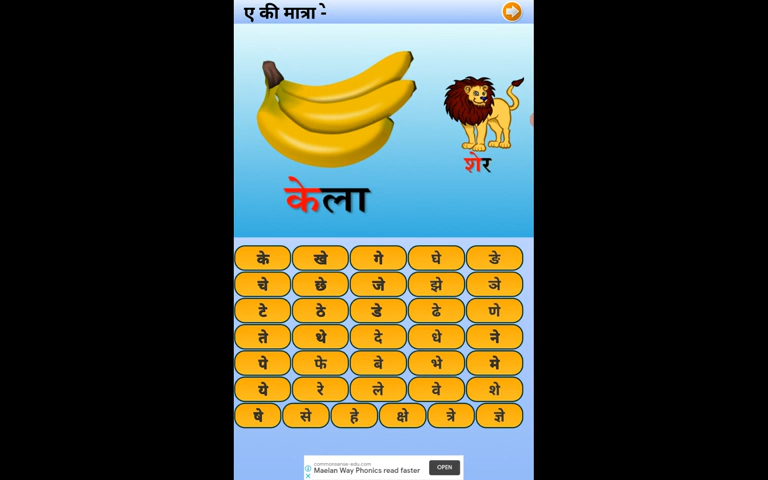 ए की मात्रा -े
शेर
केला
के खे गे घे ङे
चे छे जे झे ञे
टे ठे डे ढे णे
ते थे दे धे ने
पे फे बे भे मे
ये रे ले वे शे
षे से हे क्षे त्रे ज्ञे
commonsense-edu.com
Maelan Way Phonics read faster
OPEN